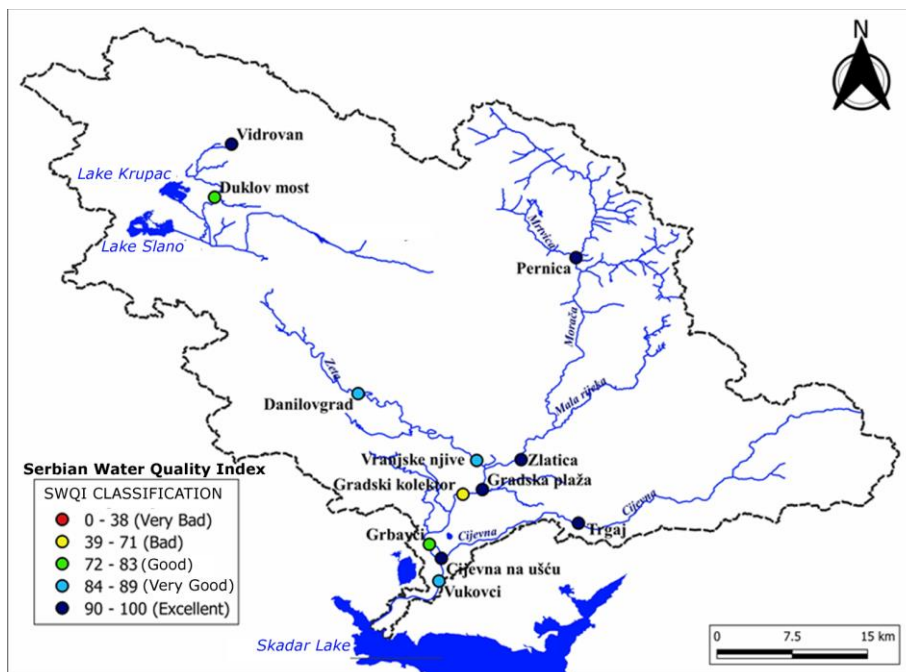 N
Vidrovan
Lake Krupac
Duklov most
Lake Slano
Mrtvica
Pernica
Morača
Zeta
Mala rijeka
Danilovgrad
Vranjske njive
Zlatica
Gradski kolektor
Gradska plaža
Cijevna
Trgaj
Grbavci
Cijevna
Cijevna na ušću
Vukovci
Skadar Lake
Serbian Water Quality Index
SWQI CLASSIFICATION
0 - 38 (Very Bad)
39 - 71 (Bad)
72 - 83 (Good)
84 - 89 (Very Good)
90 - 100 (Excellent)
0 7.5 15 km